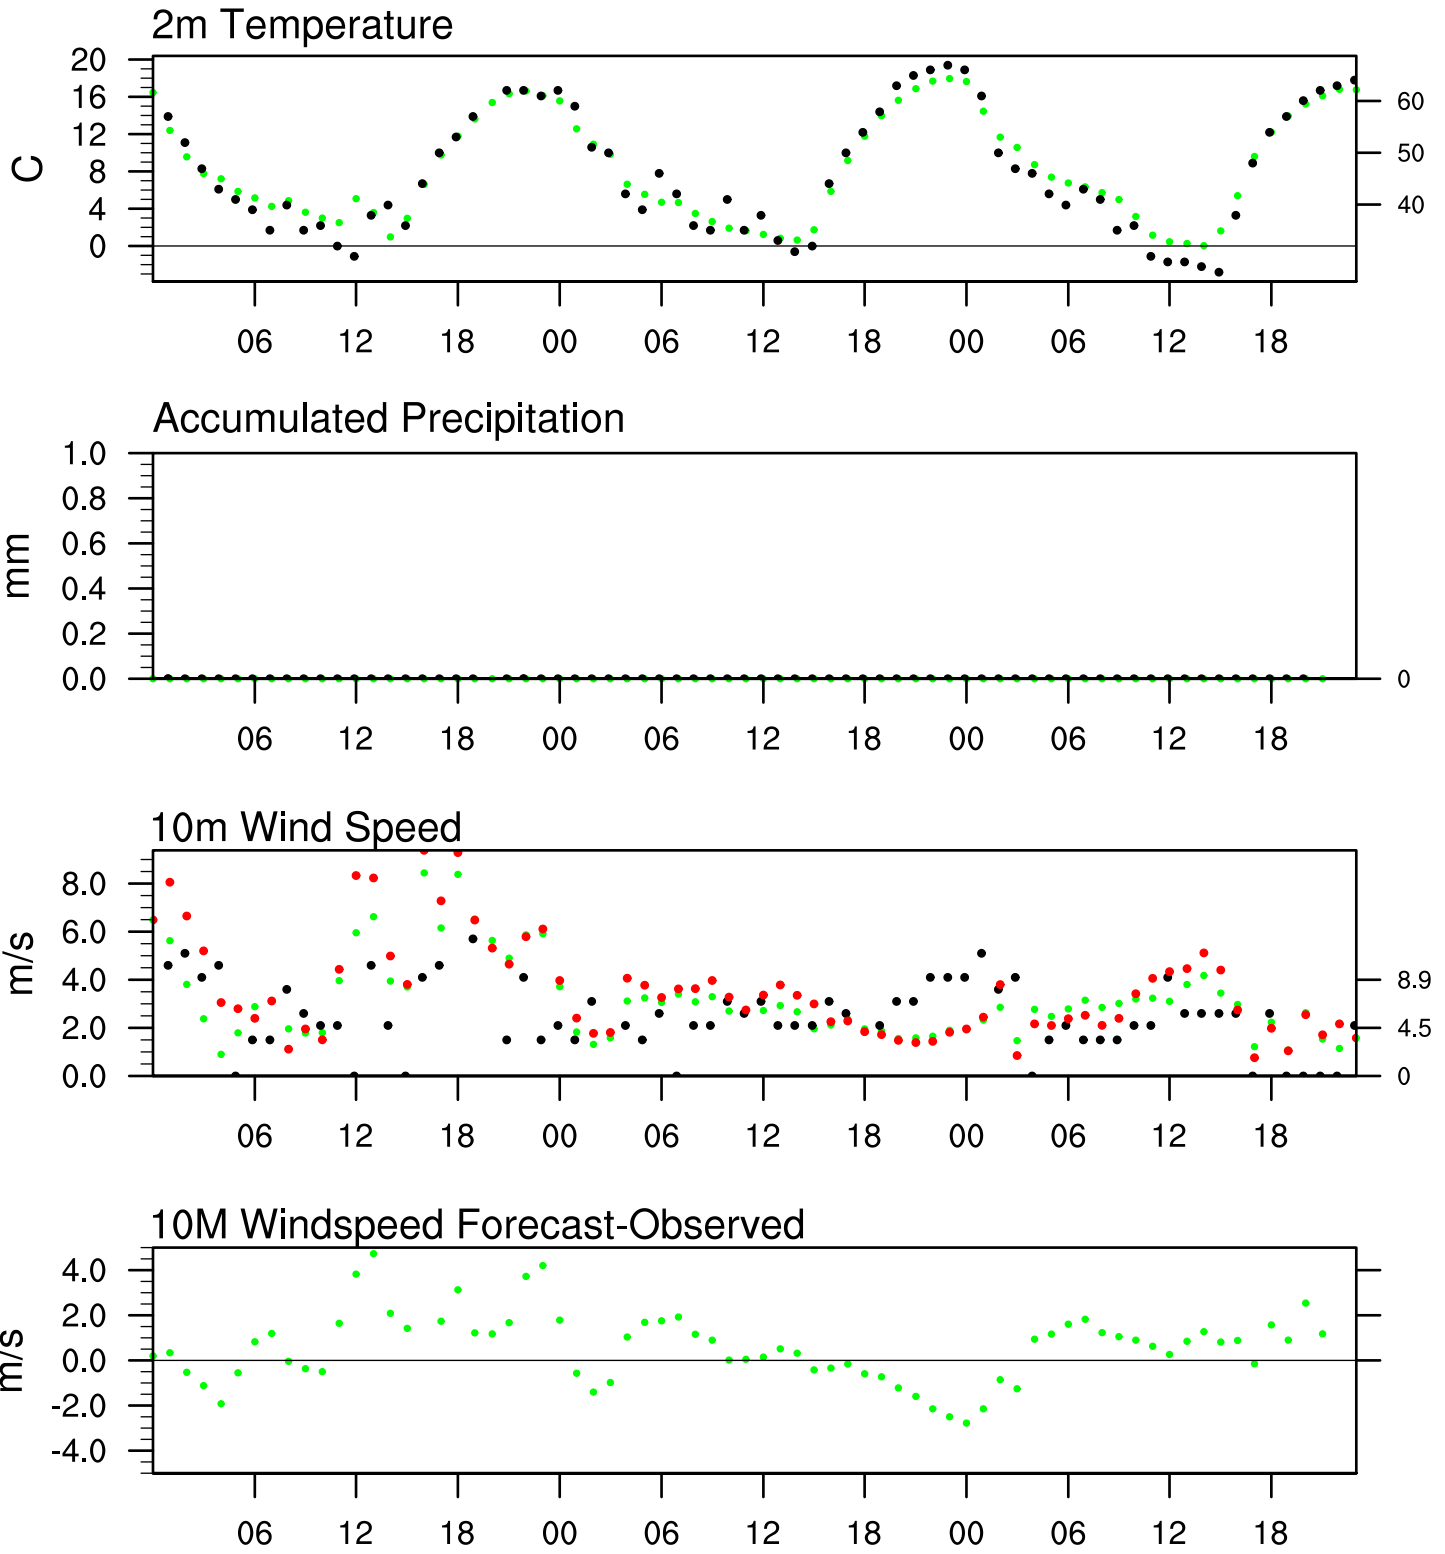 2m Temperature
20
16
12
8
4
0
C
60
50
40
06 12 18 00 06 12 18 00 06 12 18
Accumulated Precipitation
1.0
0.8
0.6
0.4
0.2
0.0
mm
0
06 12 18 00 06 12 18 00 06 12 18
10m Wind Speed
8.0
6.0
4.0
2.0
0.0
m/s
8.9
4.5
0
06 12 18 00 06 12 18 00 06 12 18
10M Windspeed Forecast-Observed
4.0
2.0
0.0
-2.0
-4.0
m/s
06 12 18 00 06 12 18 00 06 12 18